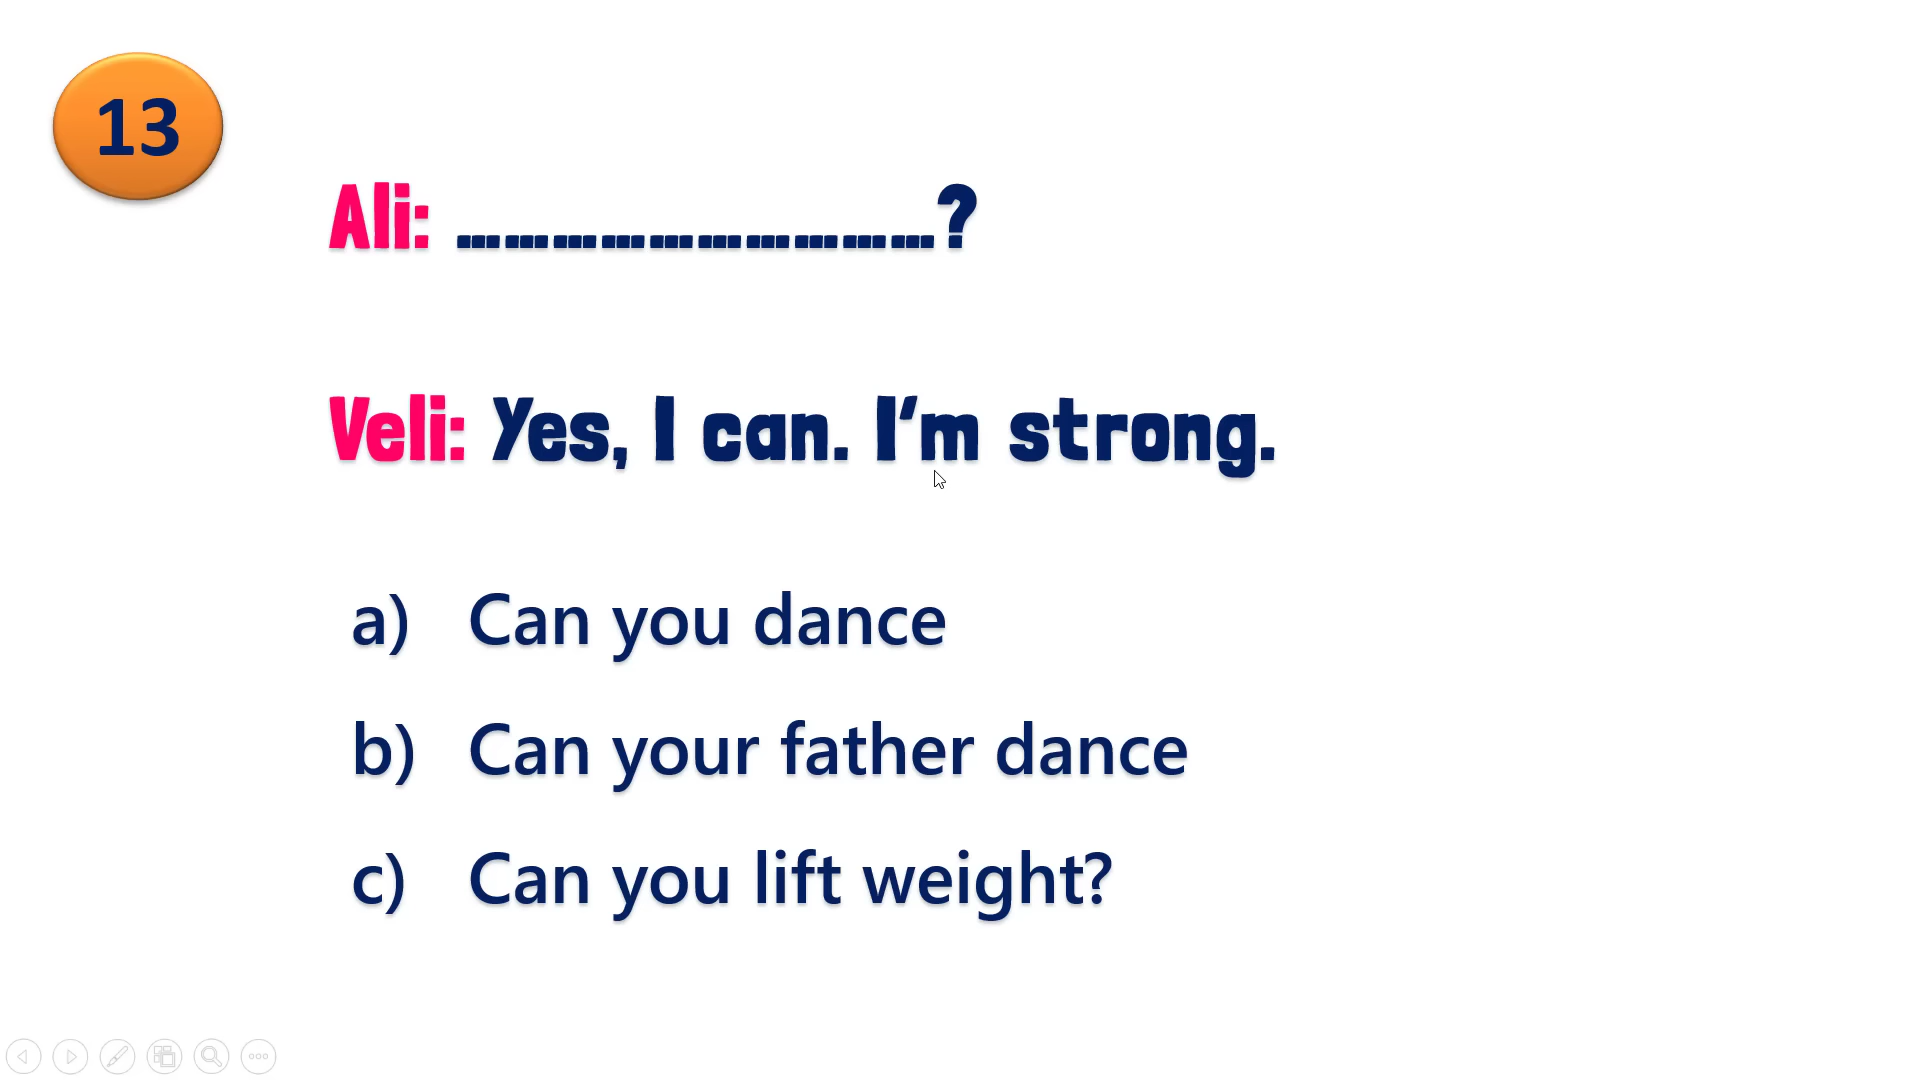 13
Ali: ..............................?
Veli: Yes, I can. I’m strong.
a) Can you dance
b) Can your father dance
c) Can you lift weight?